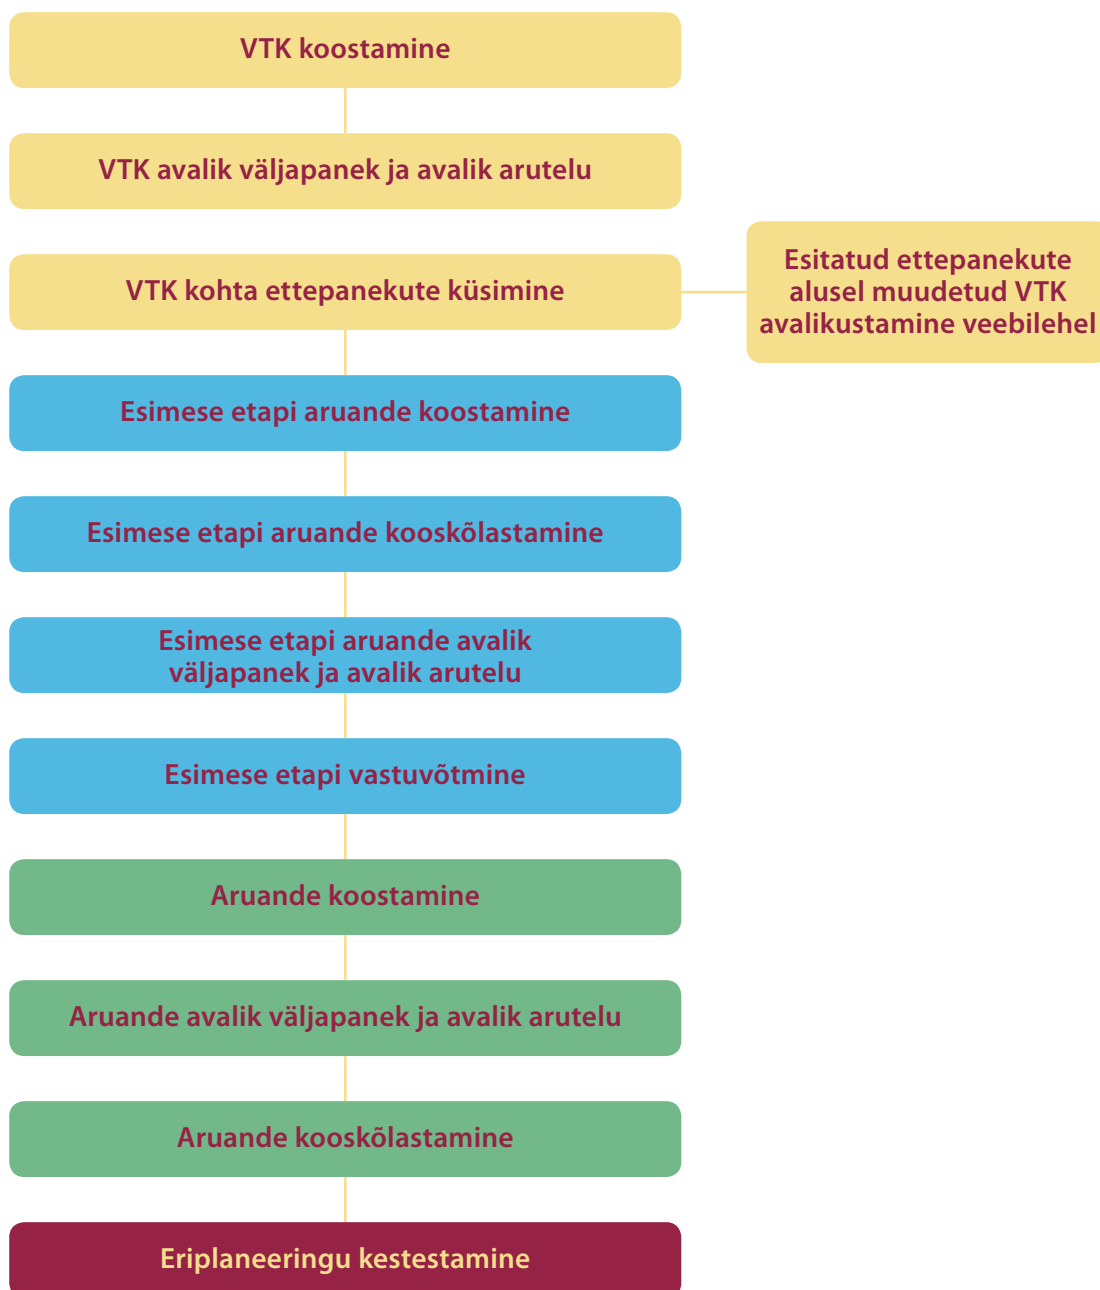 VTK koostamine
VTK avalik väljapanek ja avalik arutelu
VTK kohta ettepanekute küsimine
Esitatud ettepanekute
alusel muudetud VTK
avalikustamine veebilehel
Esimese etapi aruande koostamine
Esimese etapi aruande kooskõlastamine
Esimese etapi aruande avalik
väljapanek ja avalik arutelu
Esimese etapi vastuvõtmine
Aruande koostamine
Aruande avalik väljapanek ja avalik arutelu
Aruande kooskõlastamine
Eriplaneeringu kestestamine